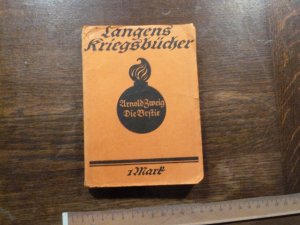 Langens
Kriegsbücher
Arnold Zweig
Die Bestie
1 Mark